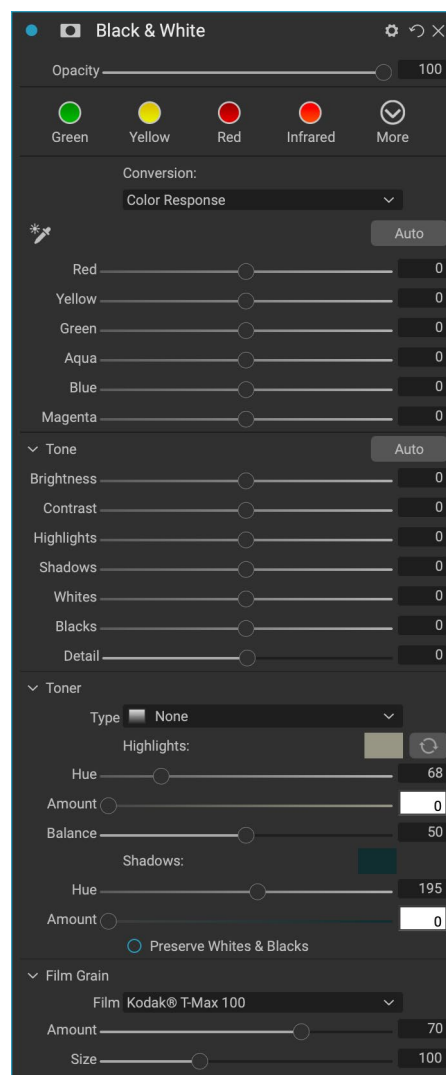 Black & White
Opacity 100
Green Yellow Red Infrared More
Conversion:
Color Response
Auto
Red 0
Yellow 0
Green 0
Aqua 0
Blue 0
Magenta 0
Tone Auto
Brightness 0
Contrast 0
Highlights 0
Shadows 0
Whites 0
Blacks 0
Detail 0
Toner
Type None
Highlights:
Hue 68
Amount 0
Balance 50
Shadows:
Hue 195
Amount 0
Preserve Whites & Blacks
Film Grain
Film Kodak® T-Max 100
Amount 70
Size 100